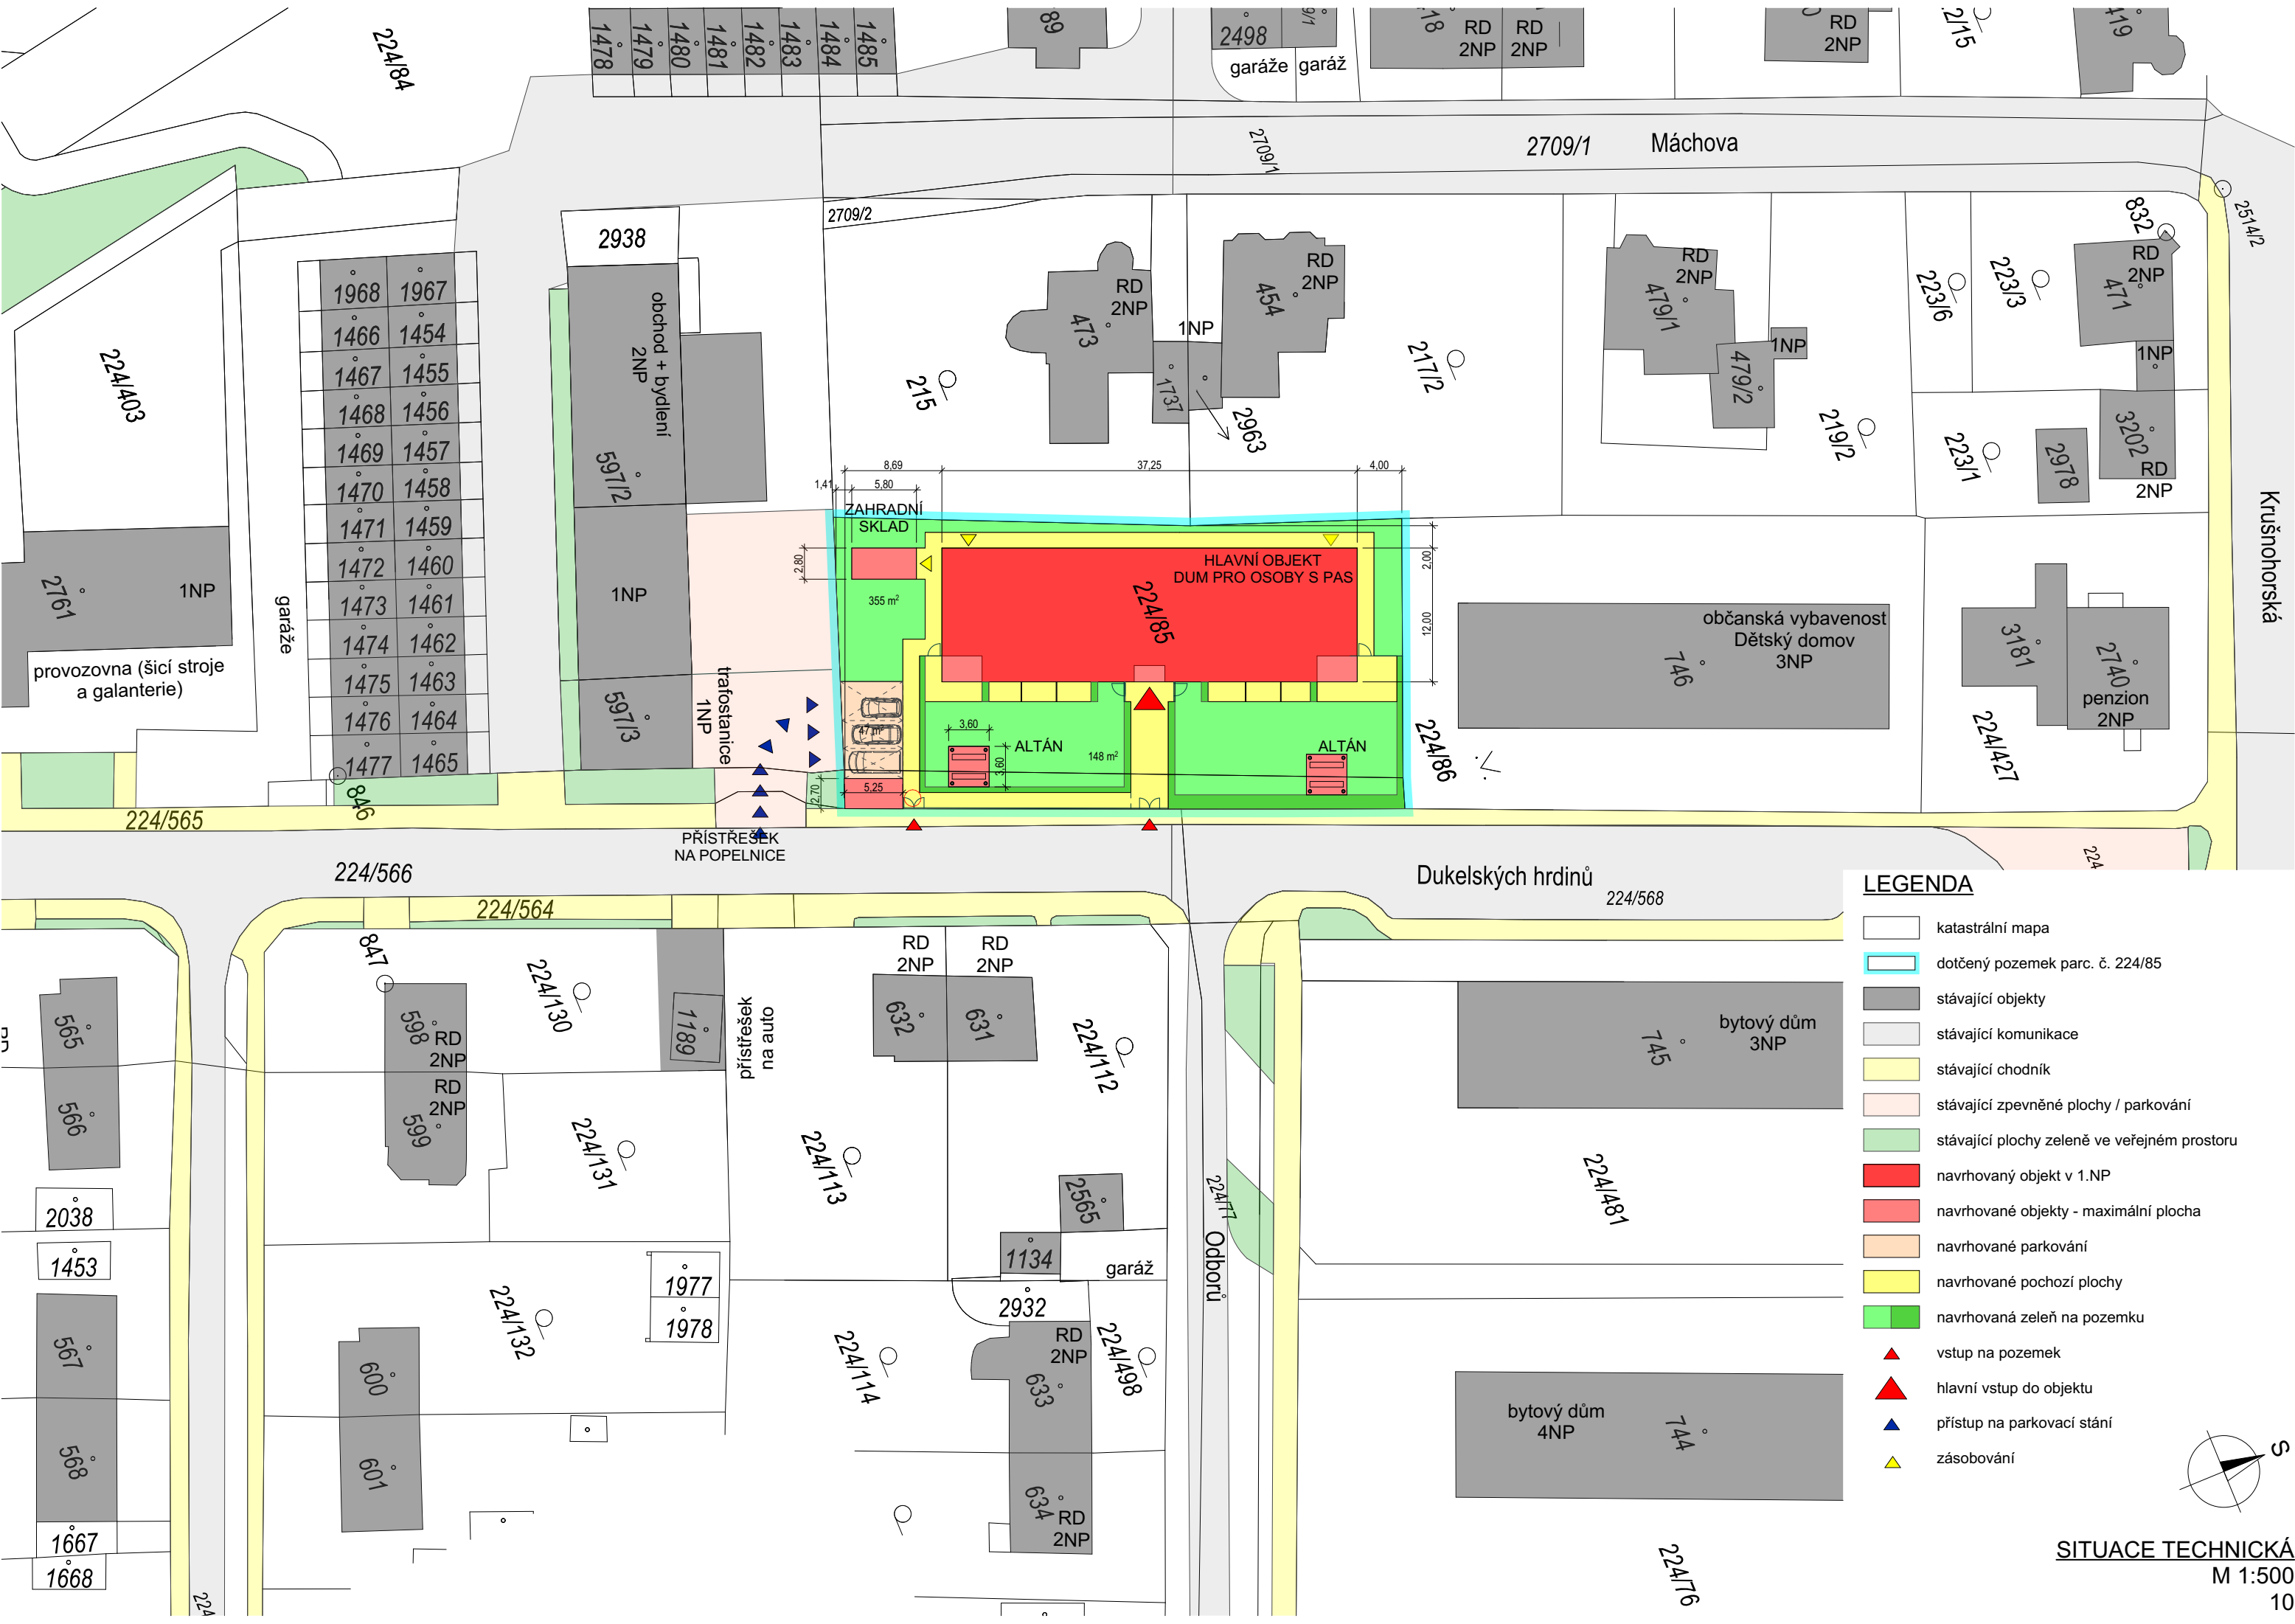 224/84
1478
1479
1480
1481
1482
1483
1484
1485
89
2498
9/1
garáže
garáž
418
RD
2NP
RD
2NP
RD
2NP
2/15
419
2709/1
2709/1
Máchova
2709/2
2514/2
832
2938
obchod + bydlení
2NP
597/2
1968
1967
1466
1454
1467
1455
1468
1456
1469
1457
1470
1458
1471
1459
1472
1460
1473
1461
1474
1462
1475
1463
1476
1464
1477
1465
garáže
224/403
2761
1NP
provozovna (šicí stroje
a galanterie)
215
473
RD
2NP
1NP
1737
454
RD
2NP
2963
217/2
479/1
RD
2NP
479/2
1NP
219/2
223/6
223/3
223/1
471
RD
2NP
1NP
2978
3202
RD
2NP
Krušnohorská
8,69
37,25
4,00
1,41
5,80
ZAHRADNÍ
SKLAD
2,80
355 m²
HLAVNÍ OBJEKT
DUM PRO OSOBY S PAS
224/85
2,00
12,00
1NP
597/3
trafostanice
1NP
47 m²
3,60
3,60
ALTÁN
148 m²
ALTÁN
5,25
2,70
224/86
občanská vybavenost
Dětský domov
3NP
746
3181
2740
penzion
2NP
224/427
846
224/565
PŘÍSTŘEŠEK
NA POPELNICE
224/566
Dukelských hrdinů
224/568
224
224/564
847
565
566
598
RD
2NP
RD
2NP
599
224/130
224/131
1189
přístřešek
na auto
RD
2NP
RD
2NP
632
631
224/112
224/113
2565
1134
garáž
2932
224/77
Odborů
bytový dům
3NP
745
224/481
2038
1453
567
568
1667
1668
224
224/132
600
601
1977
1978
224/114
RD
2NP
633
224/498
634
RD
2NP
bytový dům
4NP
744
224/76
LEGENDA
katastrální mapa
dotčený pozemek parc. č. 224/85
stávající objekty
stávající komunikace
stávající chodník
stávající zpevněné plochy / parkování
stávající plochy zeleně ve veřejném prostoru
navrhovaný objekt v 1.NP
navrhované objekty - maximální plocha
navrhované parkování
navrhované pochozí plochy
navrhovaná zeleň na pozemku
vstup na pozemek
hlavní vstup do objektu
přístup na parkovací stání
zásobování
S
SITUACE TECHNICKÁ
M 1:500
10